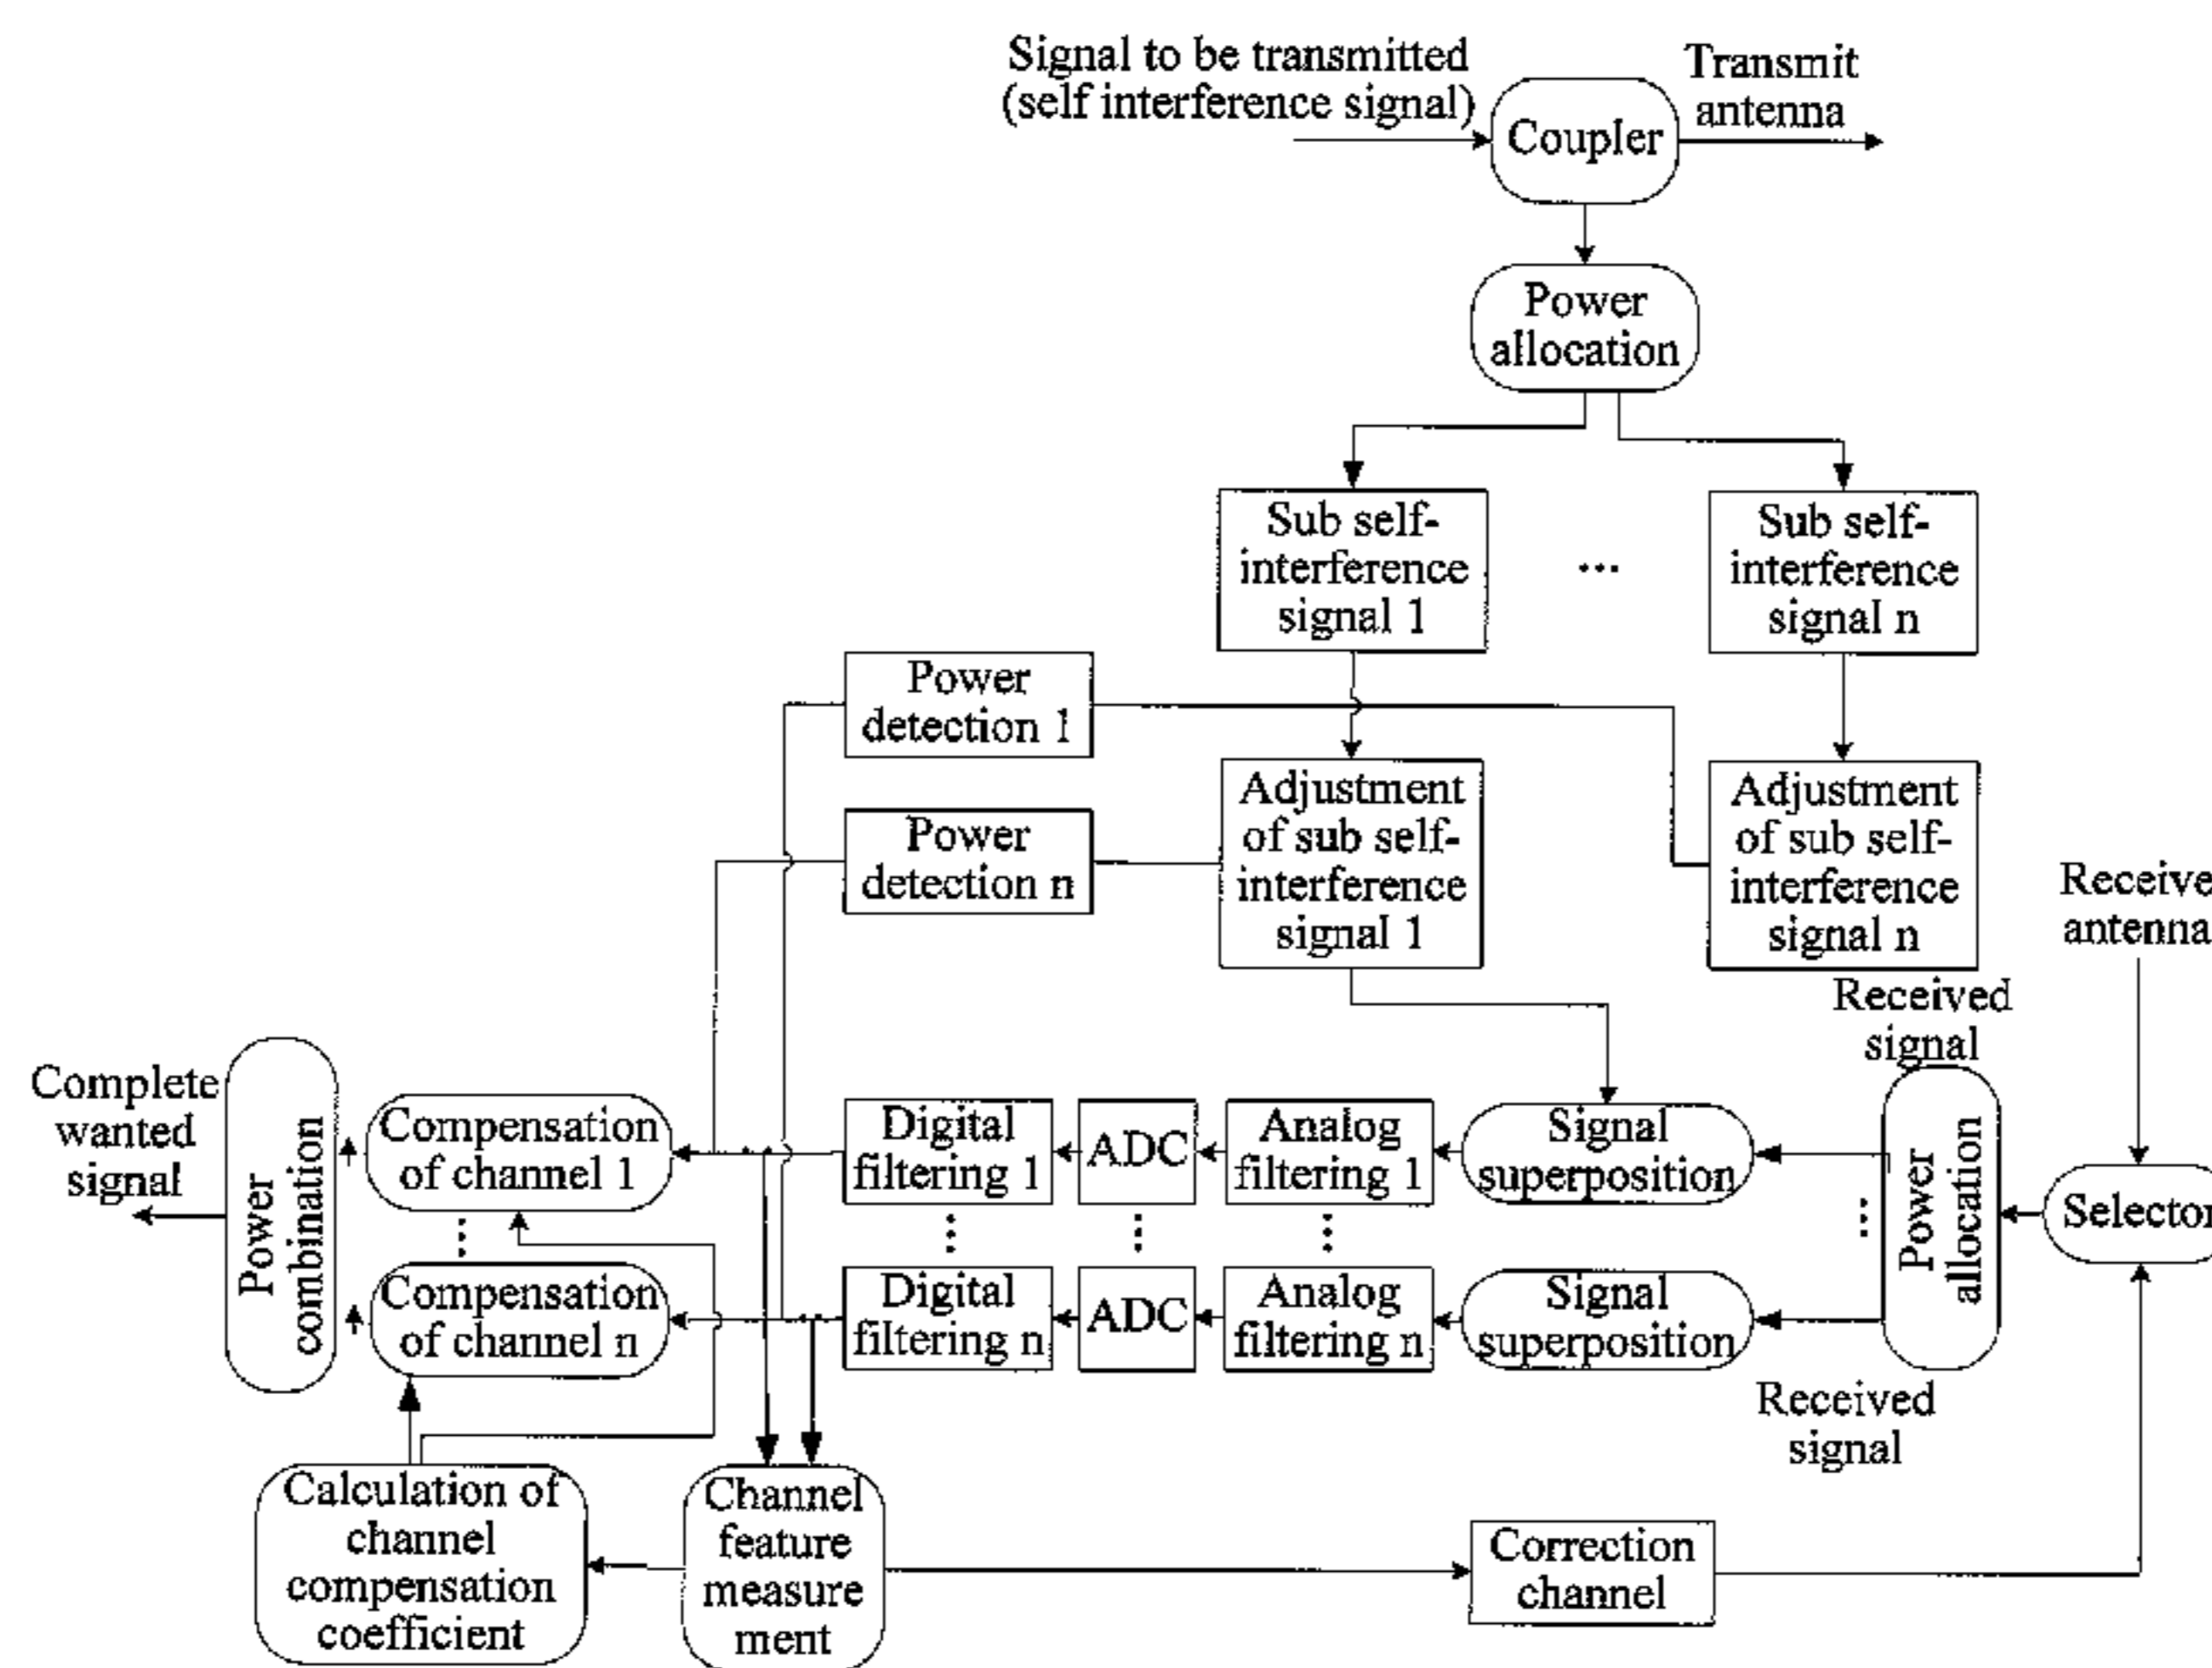 Signal to be transmitted
(self interference signal)
Transmit
antenna
Coupler
Power
allocation
Sub self-
interference
signal 1
...
Sub self-
interference
signal n
Power
detection 1
Power
detection n
Adjustment
of sub self-
interference
signal 1
Adjustment
of sub self-
interference
signal n
Receive
antenna
Received
signal
Complete
wanted
signal
Power
combination
Compensation
of channel 1
Digital
filtering 1
ADC
Analog
filtering 1
Signal
superposition
Power
allocation
Selector
Compensation
of channel n
Digital
filtering n
ADC
Analog
filtering n
Signal
superposition
Received
signal
Calculation of
channel
compensation
coefficient
Channel
feature
measure
ment
Correction
channel